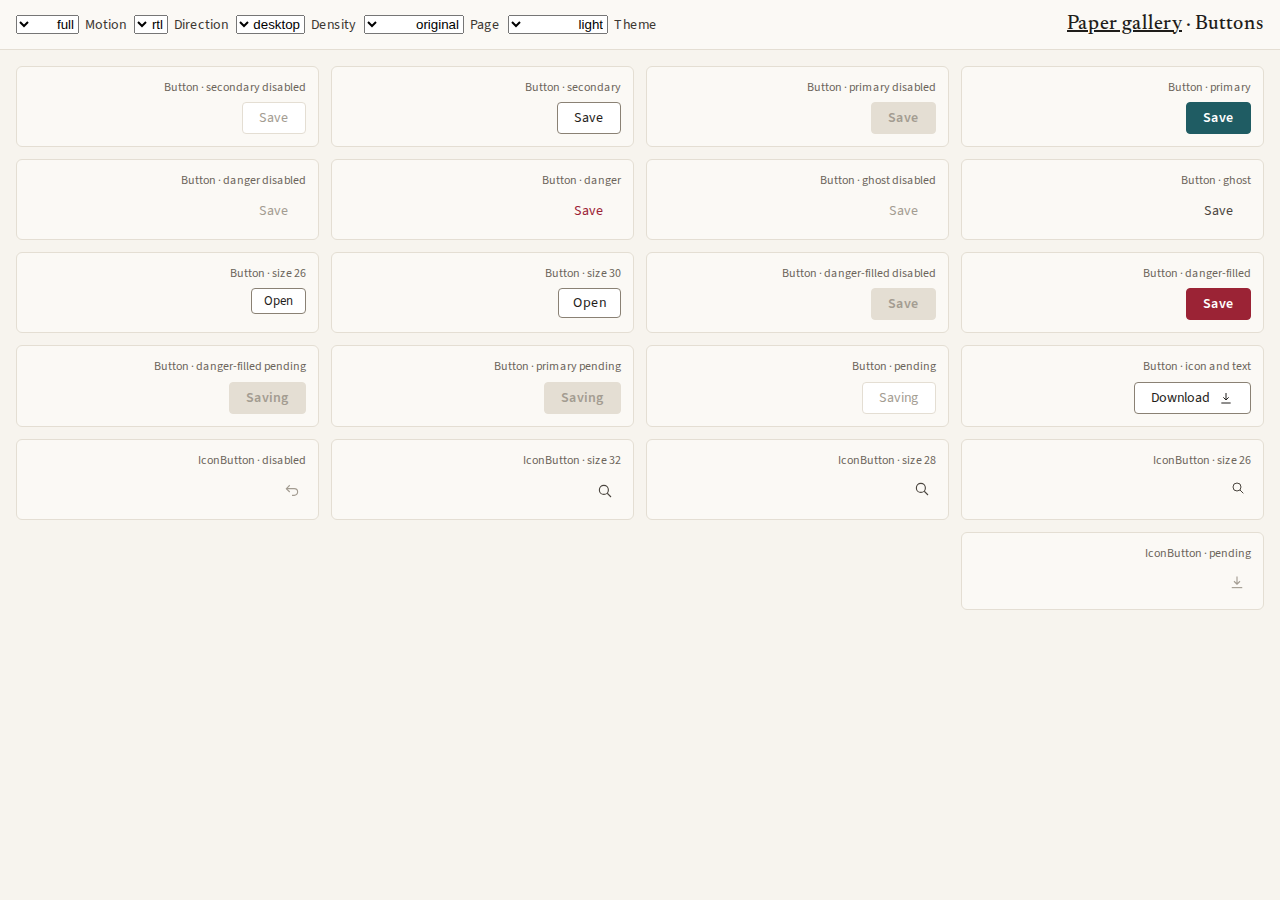 Paper gallery · Buttons
Theme light
Page original
Density desktop
Direction rtl
Motion full
Button · primary
Save
Button · primary disabled
Save
Button · secondary
Save
Button · secondary disabled
Save
Button · ghost
Save
Button · ghost disabled
Save
Button · danger
Save
Button · danger disabled
Save
Button · danger-filled
Save
Button · danger-filled disabled
Save
Button · size 30
Open
Button · size 26
Open
Button · icon and text
Download
Button · pending
Saving
Button · primary pending
Saving
Button · danger-filled pending
Saving
IconButton · size 26
IconButton · size 28
IconButton · size 32
IconButton · disabled
IconButton · pending